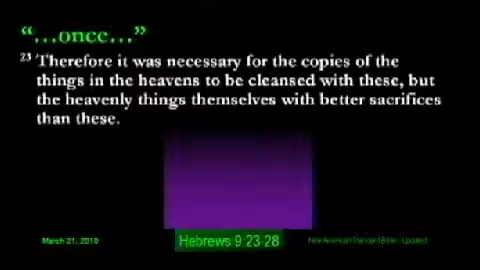 “…once…”
23 Therefore it was necessary for the copies of the
things in the heavens to be cleansed with these, but
the heavenly things themselves with better sacrifices
than these.
March 21, 2010
Hebrews 9 23-28
New American Standard Bible - Updated